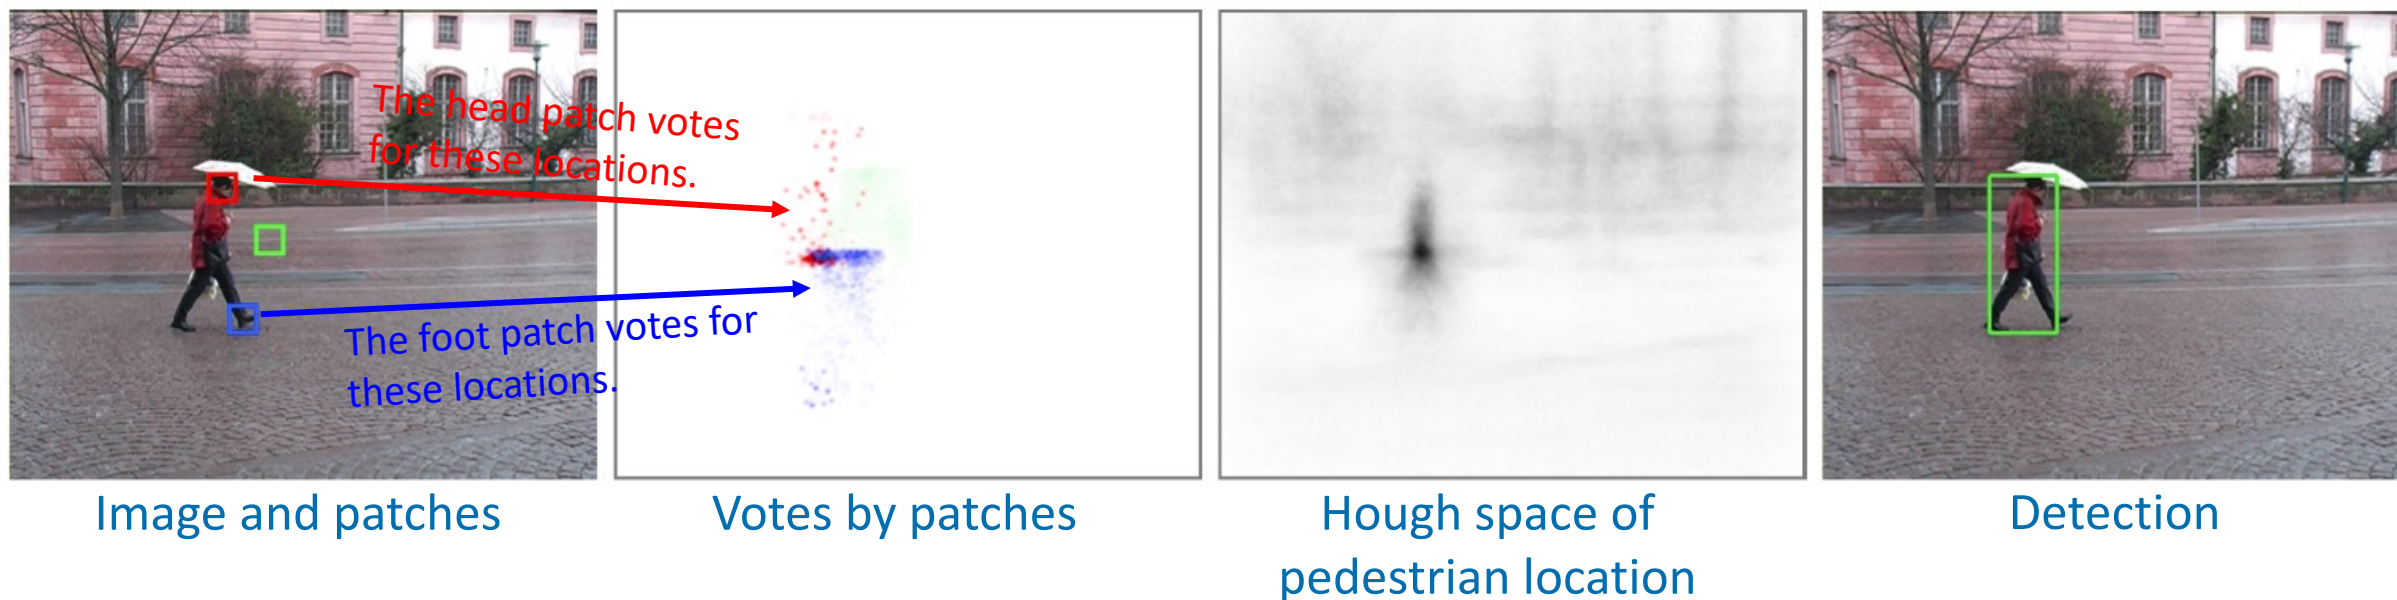 The head patch votes
for these locations.
The foot patch votes for
these locations.
Image and patches
Votes by patches
Hough space of
pedestrian location
Detection